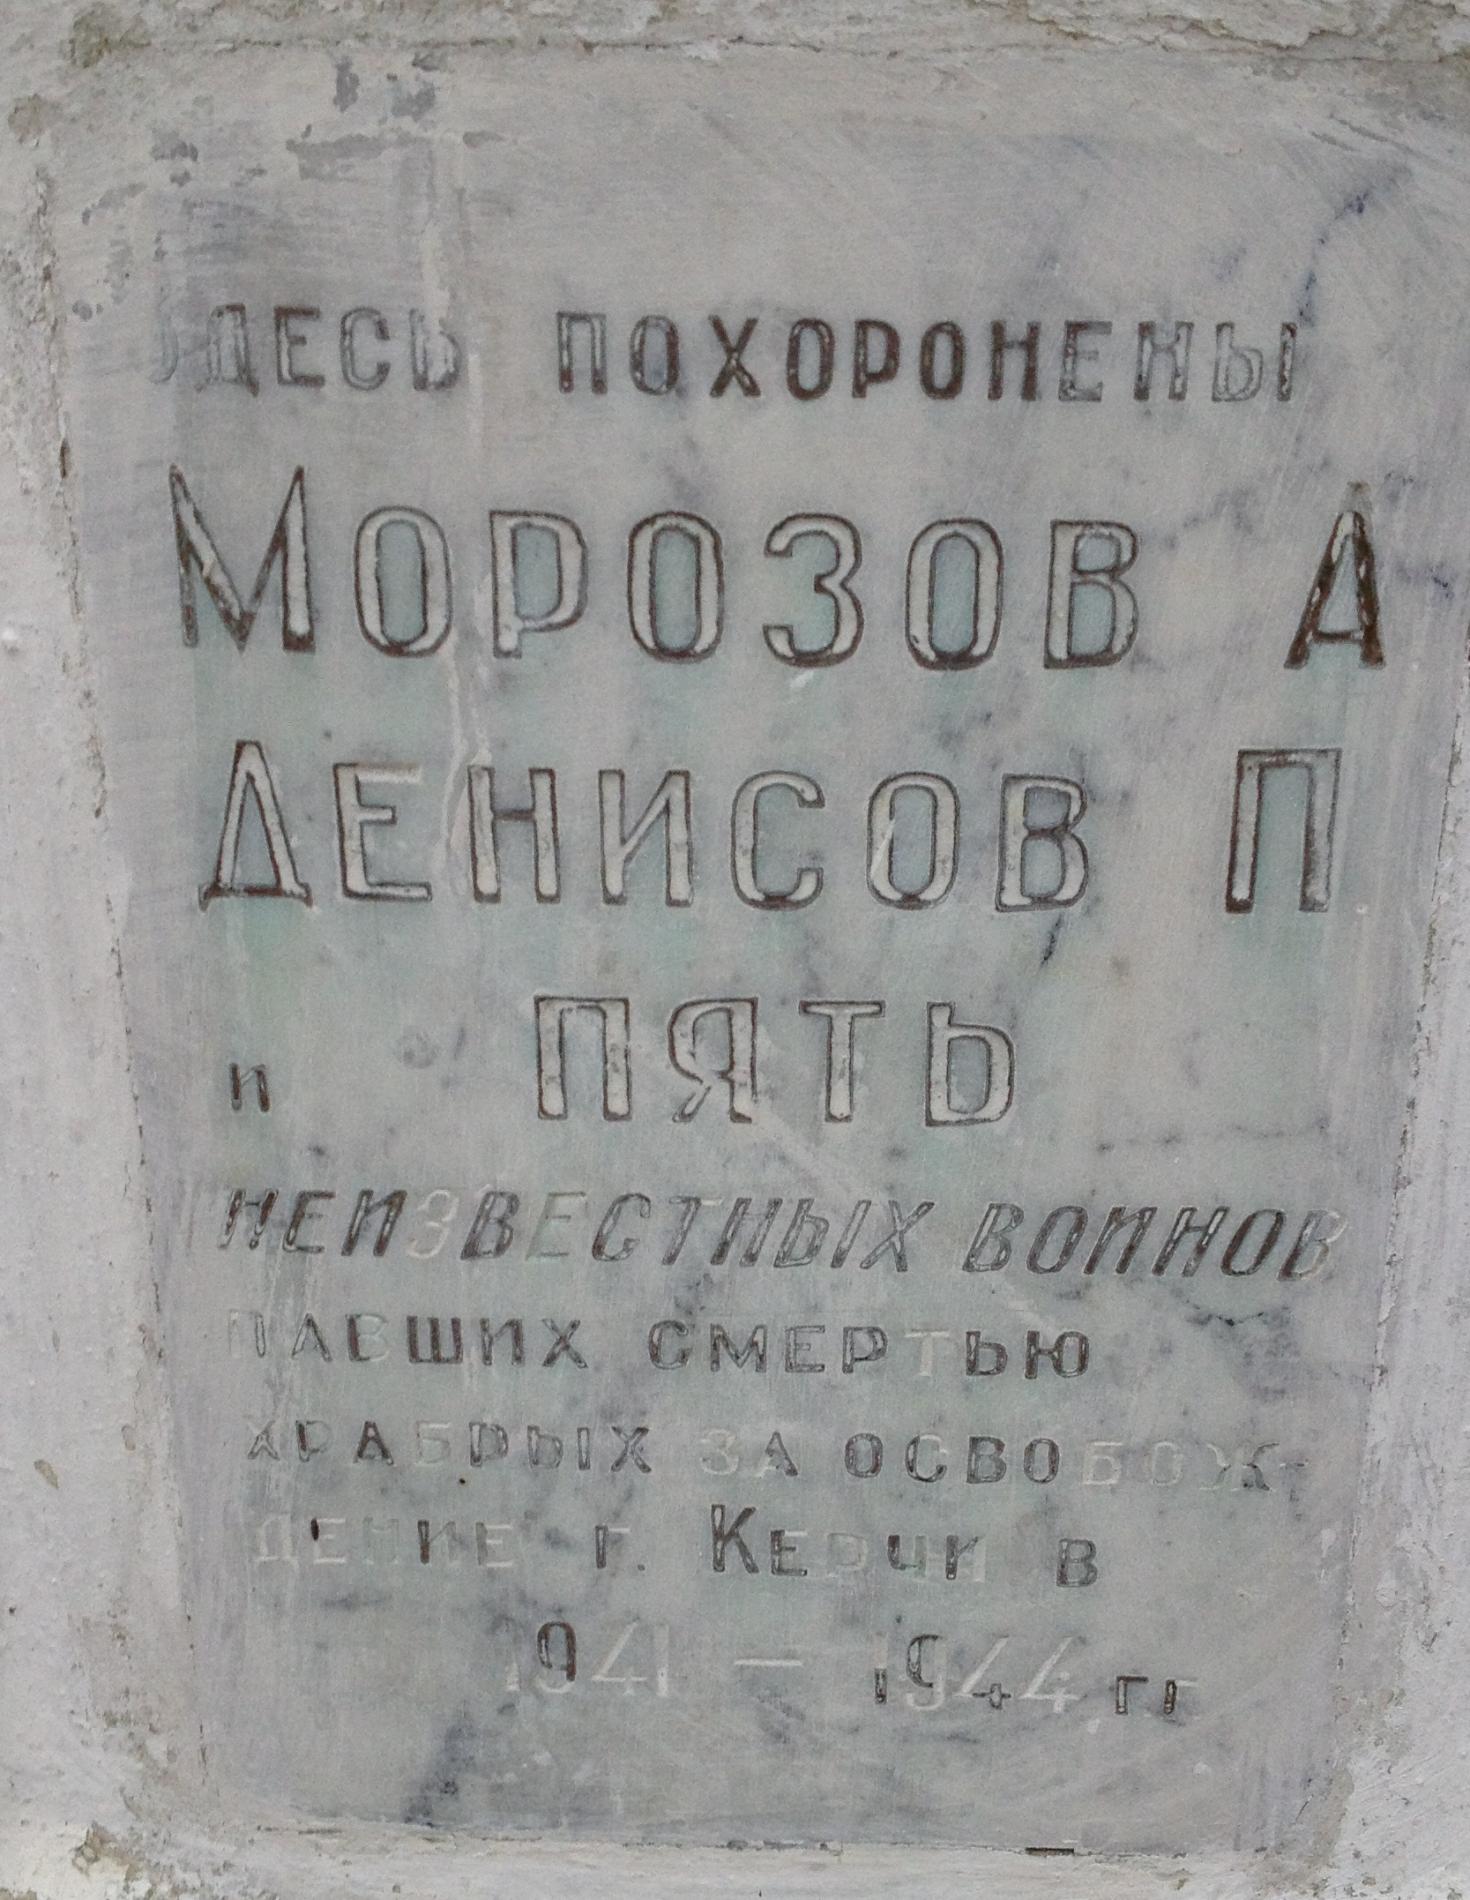 ЗДЕСЬ ПОХОРОНЕНЫ
МОРОЗОВ А
ДЕНИСОВ П
и ПЯТЬ
НЕИЗВЕСТНЫХ ВОИНОВ
ПАВШИХ СМЕРТЬЮ
ХРАБРЫХ ЗА ОСВОБОЖ-
ДЕНИЕ г. КЕРЧИ В
1941 — 1944 гг